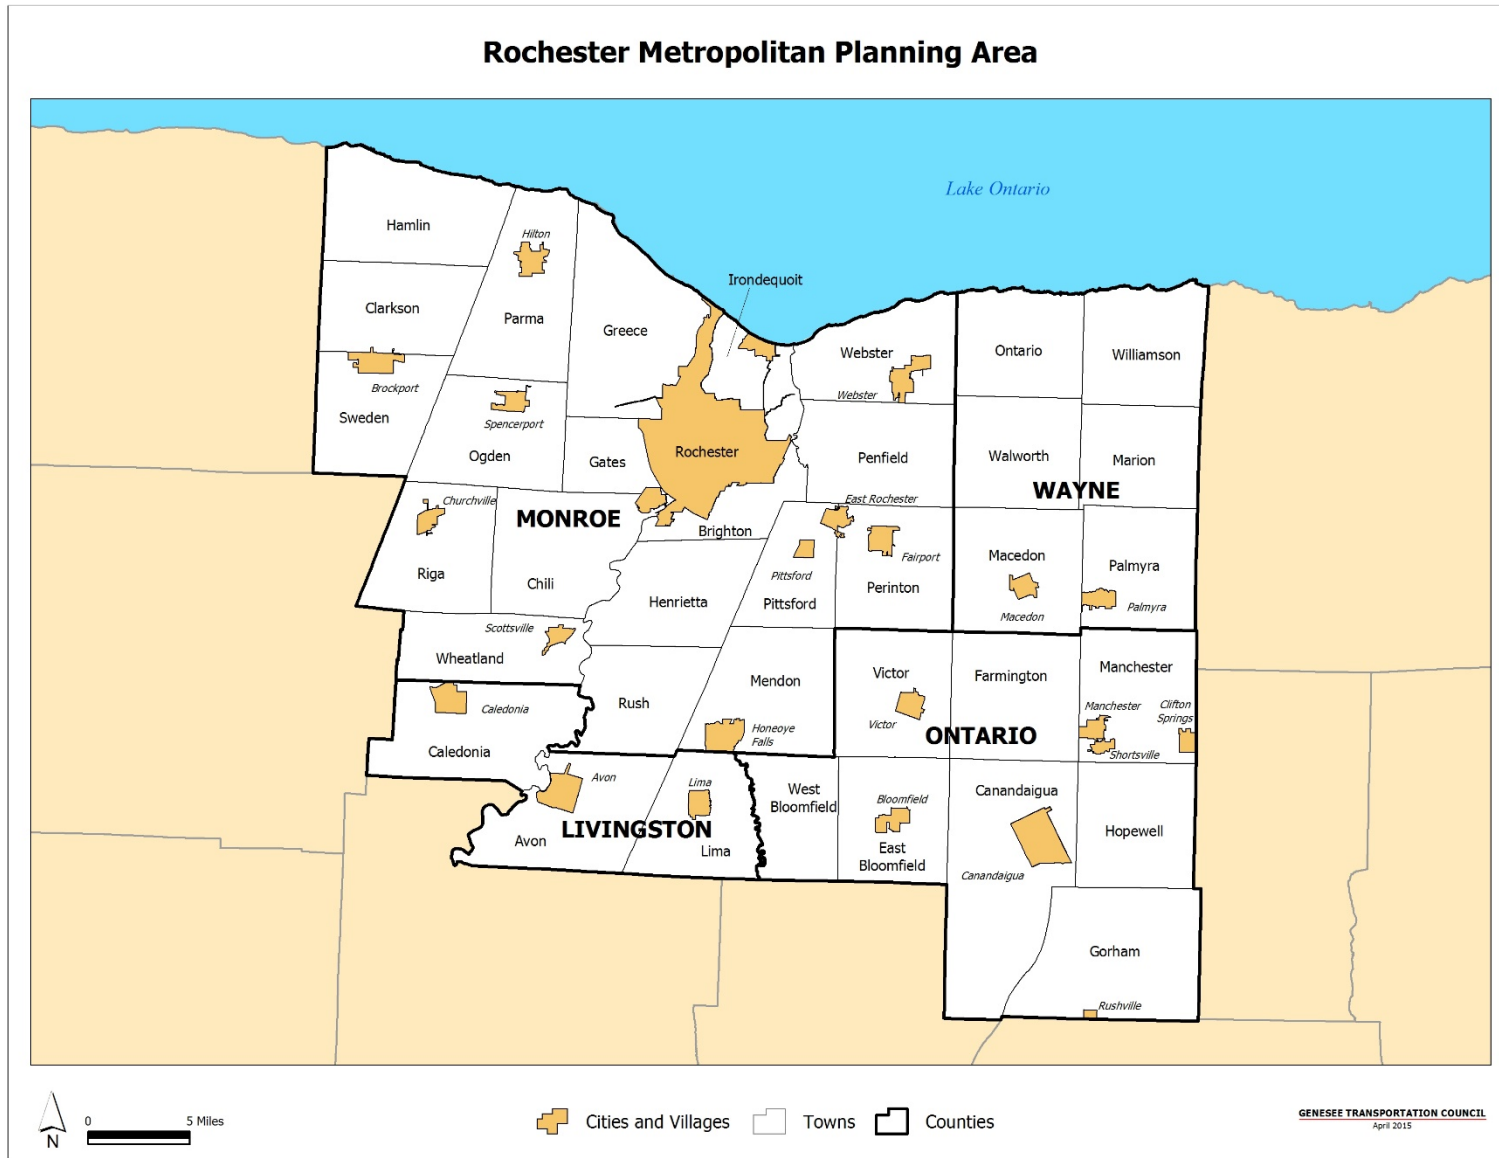 Rochester Metropolitan Planning Area
Lake Ontario
Hamlin
Hilton
Irondequoit
Clarkson
Parma
Greece
Webster
Ontario
Williamson
Brockport
Webster
Sweden
Spencerport
Ogden
Gates
Rochester
Penfield
Walworth
Marion
WAYNE
Churchville
MONROE
East Rochester
Brighton
Fairport
Macedon
Palmyra
Riga
Chili
Pittsford
Perinton
Henrietta
Pittsford
Macedon
Palmyra
Scottsville
Wheatland
Mendon
Victor
Farmington
Manchester
Rush
Caledonia
Honeoye
Falls
Victor
ONTARIO
Manchester
Clifton
Springs
Shortsville
Caledonia
Avon
Lima
West
Bloomfield
Bloomfield
Canandaigua
LIVINGSTON
Avon
Lima
East
Bloomfield
Hopewell
Canandaigua
Gorham
Rushville
N
0 5 Miles
Cities and Villages
Towns
Counties
GENESEE TRANSPORTATION COUNCIL
April 2015